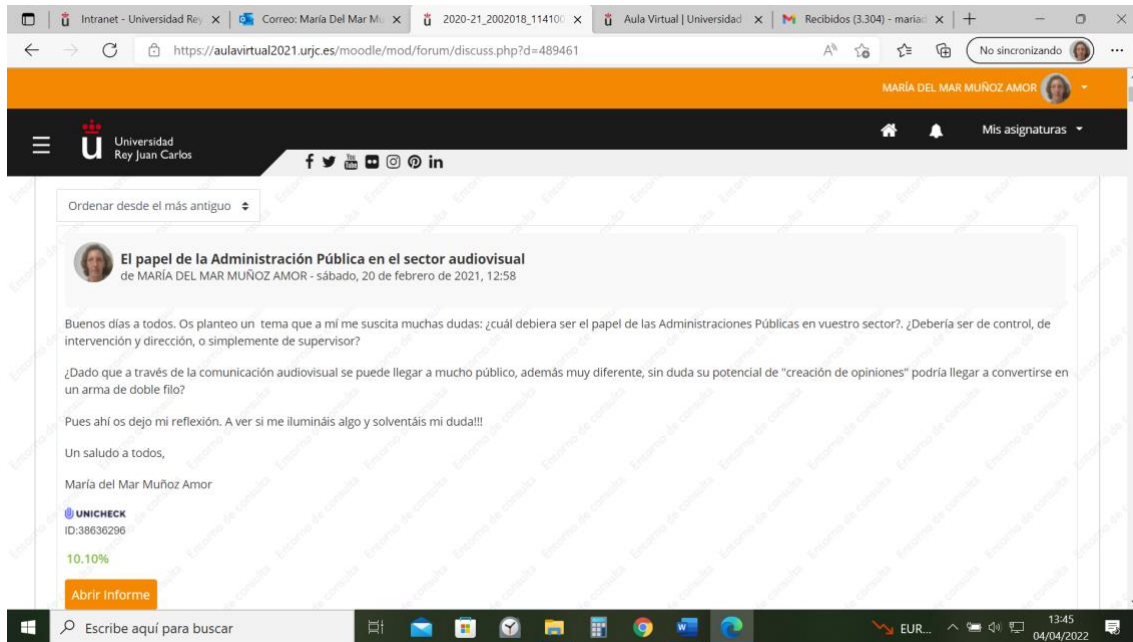 Intranet - Universidad Rey
Correo: María Del Mar Mu
2020-21_2002018_114100
Aula Virtual | Universidad
Recibidos (3.304) - mariad
https://aulavirtual2021.urjc.es/moodle/mod/forum/discuss.php?d=489461
No sincronizando
MARÍA DEL MAR MUÑOZ AMOR
Universidad
Rey Juan Carlos
Mis asignaturas
Ordenar desde el más antiguo
El papel de la Administración Pública en el sector audiovisual
de MARÍA DEL MAR MUÑOZ AMOR - sábado, 20 de febrero de 2021, 12:58
Buenos días a todos. Os planteo un tema que a mí me suscita muchas dudas: ¿cuál debiera ser el papel de las Administraciones Públicas en vuestro sector?. ¿Debería ser de control, de
intervención y dirección, o simplemente de supervisor?
¿Dado que a través de la comunicación audiovisual se puede llegar a mucho público, además muy diferente, sin duda su potencial de "creación de opiniones" podría llegar a convertirse en
un arma de doble filo?
Pues ahí os dejo mi reflexión. A ver si me ilumináis algo y solventáis mi duda!!!
Un saludo a todos,
María del Mar Muñoz Amor
UNICHECK
ID:38636296
10.10%
Abrir Informe
Entorno de consulta
Escribe aquí para buscar
EUR...
13:45
04/04/2022